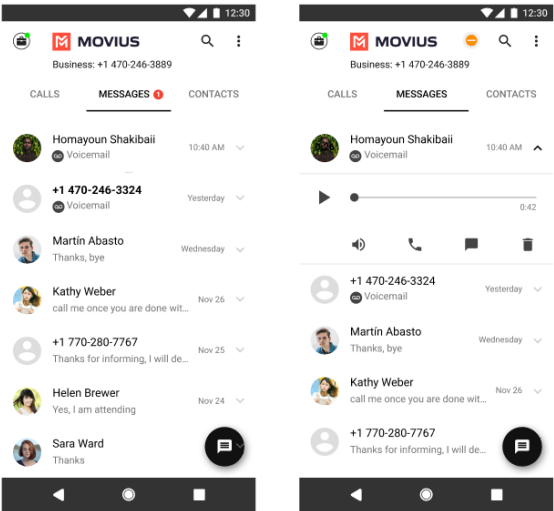 12:30
MOVIUS
Business: +1 470-246-3889
CALLS MESSAGES 1 CONTACTS
Homayoun Shakibaii
Voicemail
10:40 AM
+1 470-246-3324
Voicemail
Yesterday
Martín Abasto
Thanks, bye
Wednesday
Kathy Weber
call me once you are done wit...
Nov 26
+1 770-280-7767
Thanks for informing, I will de...
Nov 25
Helen Brewer
Yes, I am attending
Nov 24
Sara Ward
Thanks
12:30
MOVIUS
Business: +1 470-246-3889
CALLS MESSAGES CONTACTS
Homayoun Shakibaii
Voicemail
10:40 AM
0:42
+1 470-246-3324
Voicemail
Yesterday
Martín Abasto
Thanks, bye
Wednesday
Kathy Weber
call me once you are done wit...
Nov 26
+1 770-280-7767
Thanks for informing, I will de...